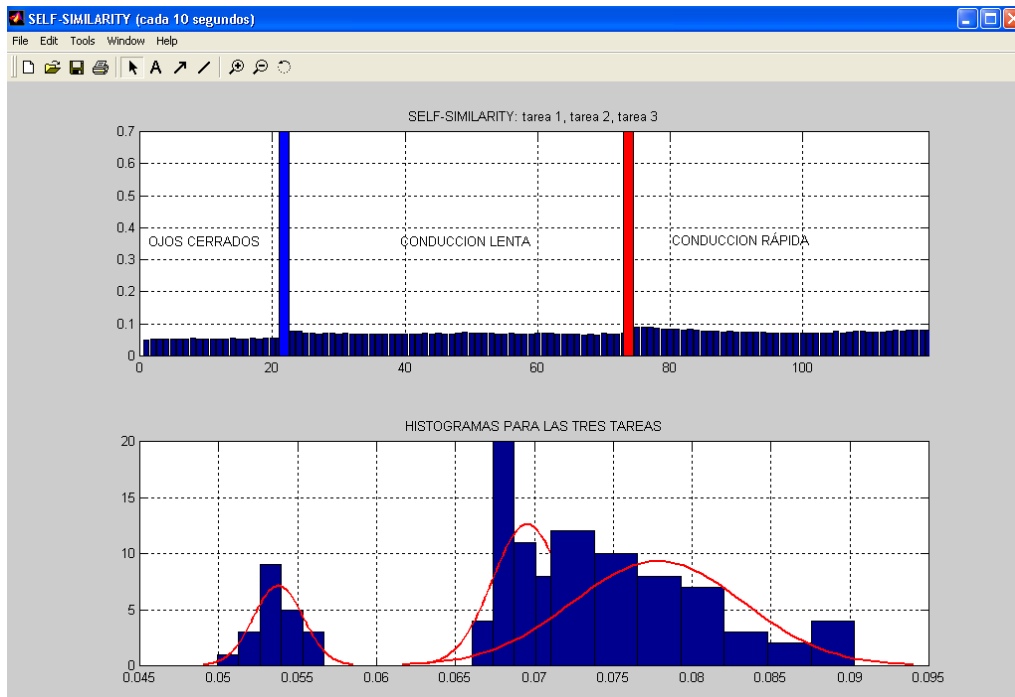 SELF-SIMILARITY (cada 10 segundos)
File Edit Tools Window Help
SELF-SIMILARITY: tarea 1, tarea 2, tarea 3
0.7
0.6
0.5
0.4
0.3
0.2
0.1
0
OJOS CERRADOS CONDUCCION LENTA CONDUCCION RÁPIDA
0 20 40 60 80 100
HISTOGRAMAS PARA LAS TRES TAREAS
20
15
10
5
0
0.045 0.05 0.055 0.06 0.065 0.07 0.075 0.08 0.085 0.09 0.095